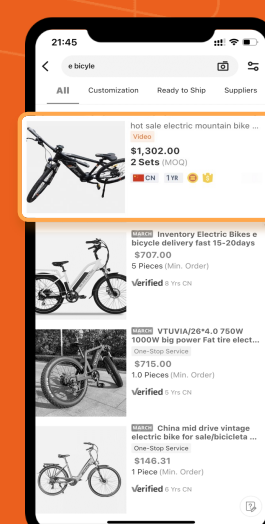 21:45
e bicyle
All Customization Ready to Ship Suppliers
hot sale electric mountain bike ...
Video
$1,302.00
2 Sets (MOQ)
CN 1 YR
MARCH Inventory Electric Bikes e
bicycle delivery fast 15-20days
$707.00
5 Pieces (Min. Order)
Verified 8 Yrs CN
MARCH VTUVIA/26*4.0 750W
1000W big power Fat tire elect...
One-Stop Service
$715.00
1.0 Pieces (Min. Order)
Verified 5 Yrs CN
MARCH China mid drive vintage
electric bike for sale/bicicleta ...
One-Stop Service
$146.31
1 Piece (Min. Order)
Verified 6 Yrs CN